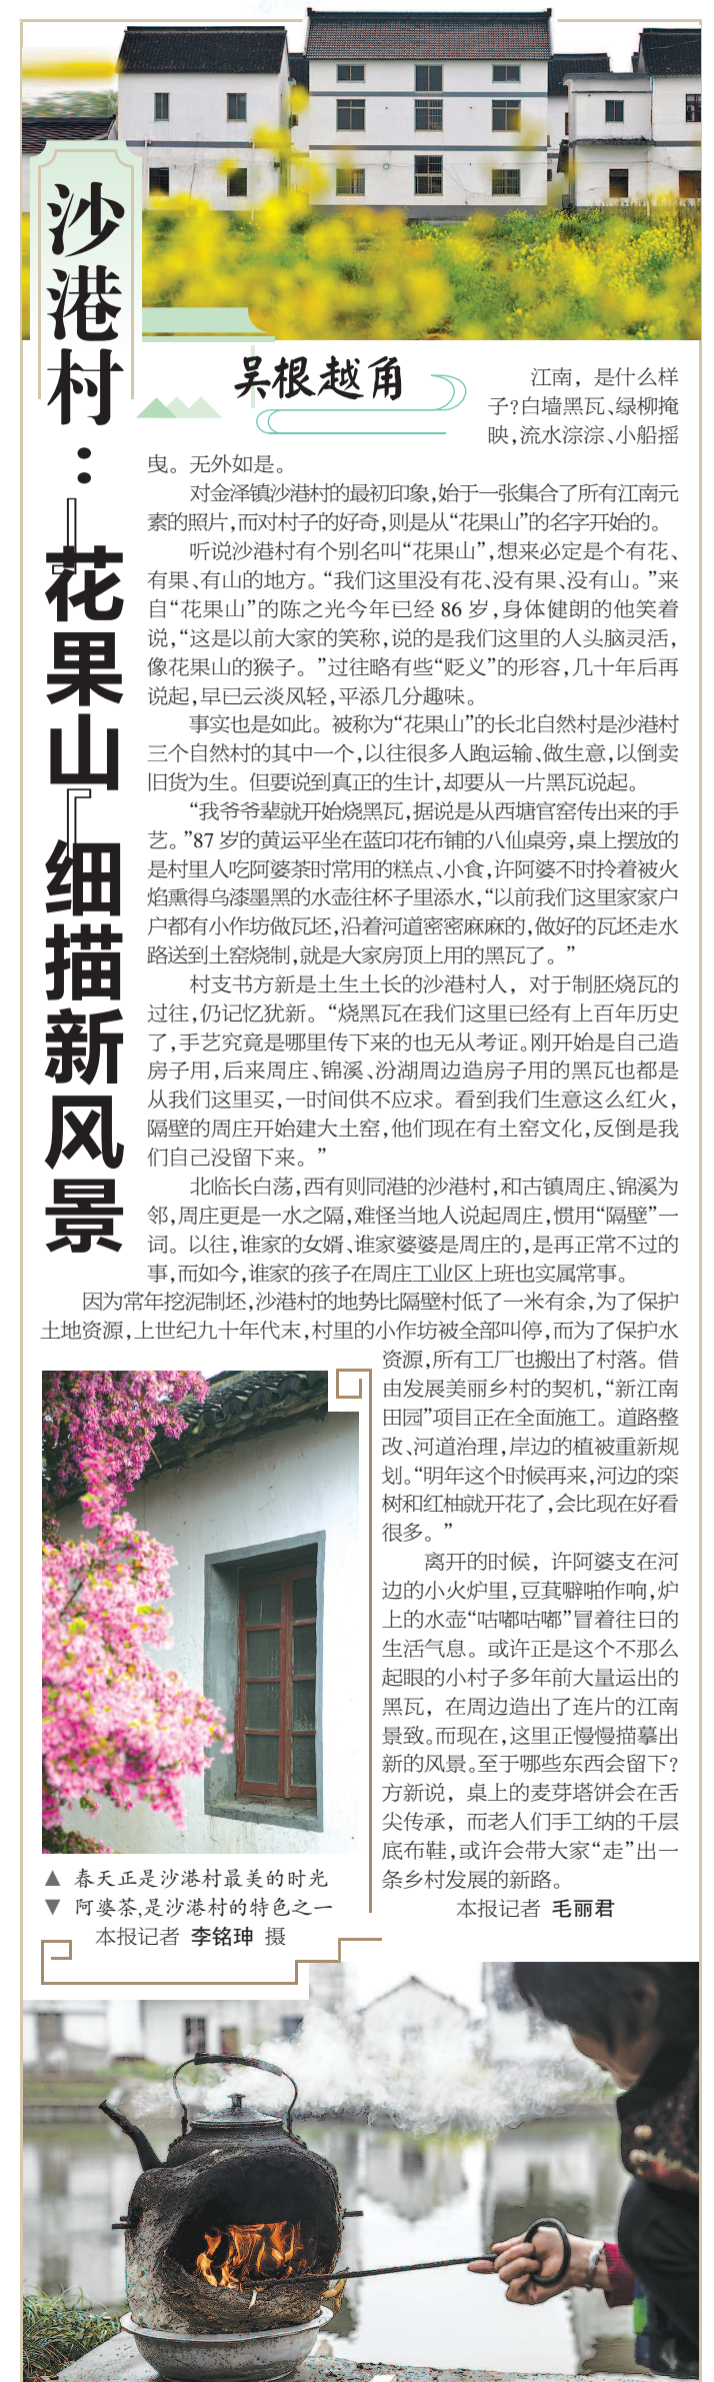 沙港村：『花果山』细描新风景
吴根越角
江南，是什么样
子？白墙黑瓦、绿柳掩
映，流水淙淙、小船摇
曳。无外如是。
对金泽镇沙港村的最初印象，始于一张集合了所有江南元
素的照片，而对村子的好奇，则是从“花果山”的名字开始的。
听说沙港村有个别名叫“花果山”，想来必定是个有花、
有果、有山的地方。“我们这里没有花、没有果、没有山。”来
自“花果山”的陈之光今年已经86岁，身体健朗的他笑着
说，“这是以前大家的笑称，说的是我们这里的人头脑灵活，
像花果山的猴子。”过往略有些“贬义”的形容，几十年后再
说起，早已云淡风轻，平添几分趣味。
事实也是如此。被称为“花果山”的长北自然村是沙港村
三个自然村的其中一个，以往很多人跑运输、做生意，以倒卖
旧货为生。但要说到真正的生计，却要从一片黑瓦说起。
“我爷爷辈就开始烧黑瓦，据说是从西塘官窑传出来的手
艺。”87岁的黄运平坐在蓝印花布铺的八仙桌旁，桌上摆放的
是村里人吃阿婆茶时常用的糕点、小食，许阿婆不时拎着被火
焰熏得乌漆墨黑的水壶往杯子里添水，“以前我们这里家家户
户都有小作坊做瓦坯，沿着河道密密麻麻的，做好的瓦坯走水
路送到土窑烧制，就是大家房顶上用的黑瓦了。”
村支书方新是土生土长的沙港村人，对于制胚烧瓦的
过往，仍记忆犹新。“烧黑瓦在我们这里已经有上百年历史
了，手艺究竟是哪里传下来的也无从考证。刚开始是自己造
房子用，后来周庄、锦溪、汾湖周边造房子用的黑瓦也都是
从我们这里买，一时间供不应求。看到我们生意这么红火，
隔壁的周庄开始建大土窑，他们现在有土窑文化，反倒是我
们自己没留下来。”
北临长白荡，西有则同港的沙港村，和古镇周庄、锦溪为
邻，周庄更是一水之隔，难怪当地人说起周庄，惯用“隔壁”一
词。以往，谁家的女婿、谁家婆婆是周庄的，是再正常不过的
事，而如今，谁家的孩子在周庄工业区上班也实属常事。
因为常年挖泥制坯，沙港村的地势比隔壁村低了一米有余，为了保护
土地资源，上世纪九十年代末，村里的小作坊被全部叫停，而为了保护水
资源，所有工厂也搬出了村落。借
由发展美丽乡村的契机，“新江南
田园”项目正在全面施工。道路整
改、河道治理，岸边的植被重新规
划。“明年这个时候再来，河边的栾
树和红柚就开花了，会比现在好看
很多。”
离开的时候，许阿婆支在河
边的小火炉里，豆萁噼啪作响，炉
上的水壶“咕嘟咕嘟”冒着往日的
生活气息。或许正是这个不那么
起眼的小村子多年前大量运出的
黑瓦，在周边造出了连片的江南
景致。而现在，这里正慢慢描摹出
新的风景。至于哪些东西会留下？
方新说，桌上的麦芽塔饼会在舌
尖传承，而老人们手工纳的千层
底布鞋，或许会带大家“走”出一
条乡村发展的新路。
本报记者 毛丽君
▲ 春天正是沙港村最美的时光
▼ 阿婆茶，是沙港村的特色之一
本报记者 李铭珅 摄